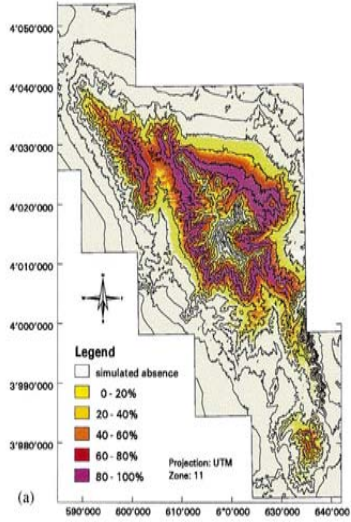 4'050'000
4'040'000
4'030'000
4'020'000
4'010'000
4'000'000
3'990'000
3'980'000
Legend
simulated absence
0 - 20%
20 - 40%
40 - 60%
60 - 80%
80 - 100%
Projection: UTM
Zone: 11
(a)
590'000 600'000 610'000 6"0'000 630'000 640'000